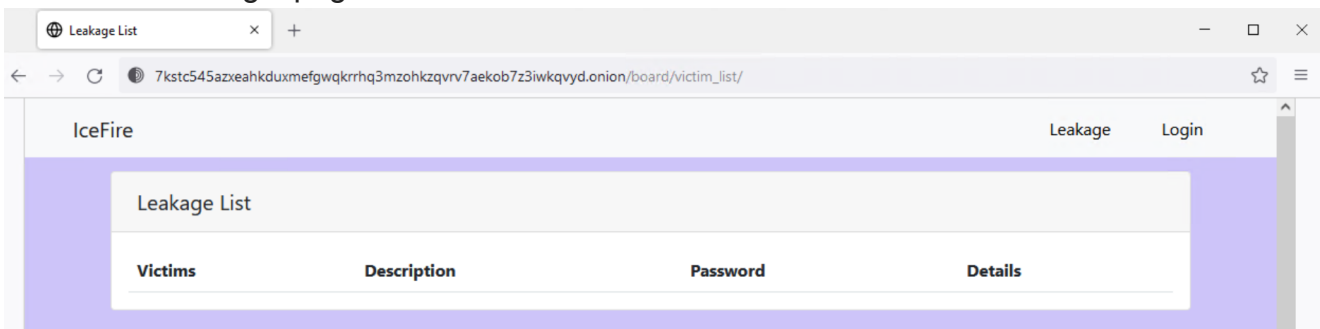 Leakage List
7kstc545azxeahkduxmefgwqkrrhq3mzohkzqvrv7aekob7z3iwkqvyd.onion/board/victim_list/
IceFire Leakage Login
Leakage List
Victims Description Password Details